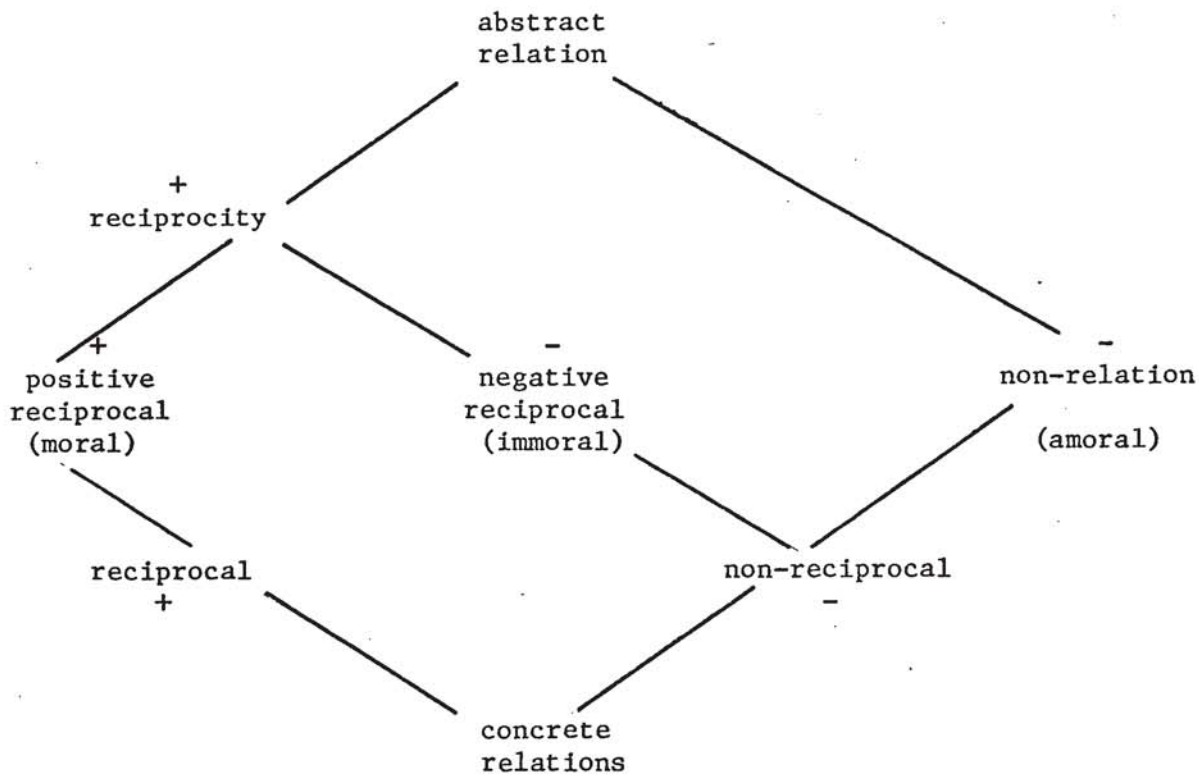 abstract
relation
+
reciprocity
+
positive
reciprocal
(moral)
-
negative
reciprocal
(immoral)
-
non-relation
(amoral)
reciprocal
+
non-reciprocal
-
concrete
relations